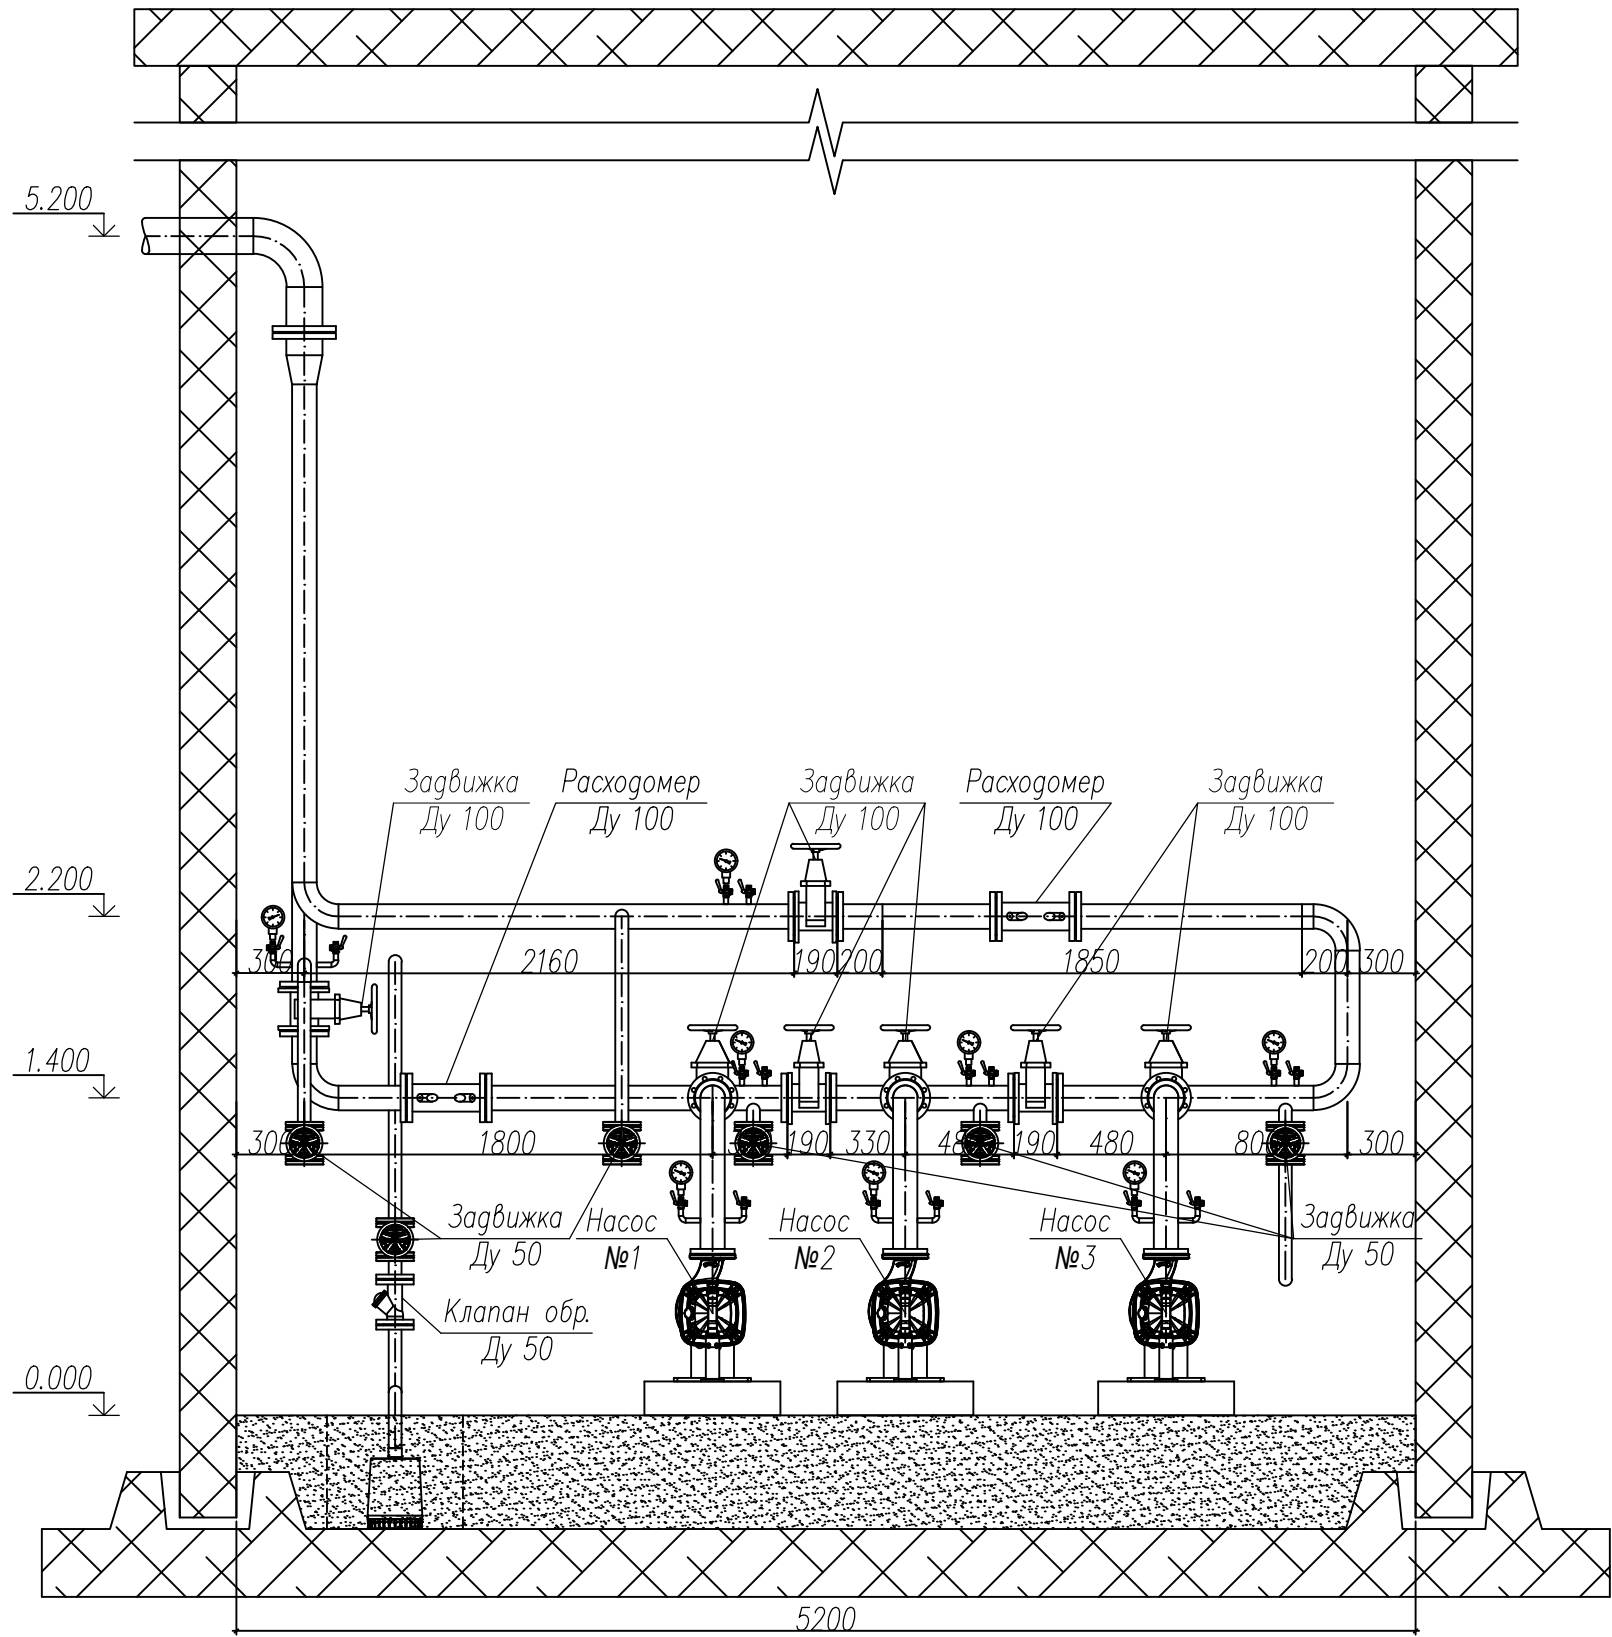 5.200
Задвижка
Ду 100
Расходомер
Ду 100
Задвижка
Ду 100
Расходомер
Ду 100
Задвижка
Ду 100
2.200
300
2160
190
200
1850
200
300
1.400
300
1800
190
330
480
190
480
800
300
Задвижка
Ду 50
Насос
№1
Насос
№2
Насос
№3
Задвижка
Ду 50
Клапан обр.
Ду 50
0.000
5200